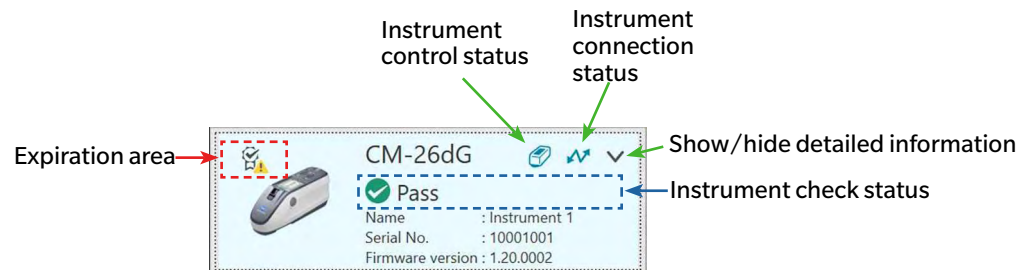 Instrument
control status
Instrument
connection
status
Expiration area
CM-26dG
Show/hide detailed information
Pass
Instrument check status
Name : Instrument 1
Serial No. : 10001001
Firmware version : 1.20.0002